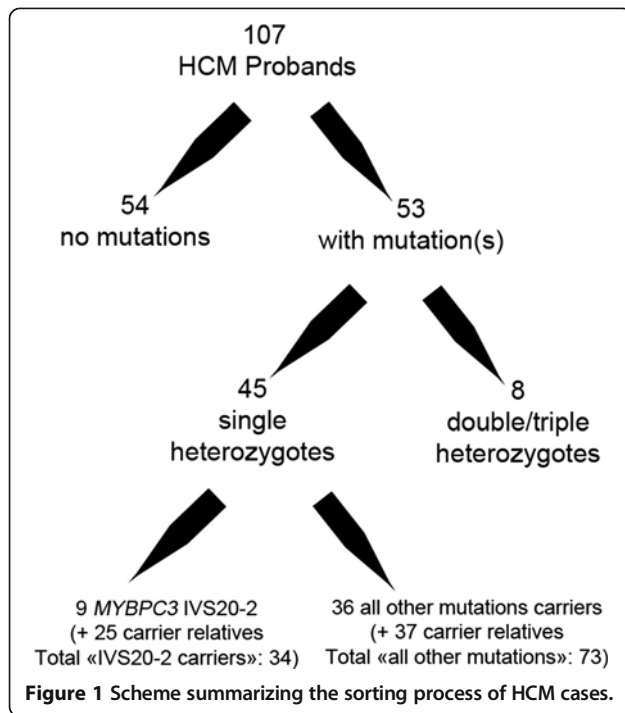 107
HCM Probands
54
no mutations
53
with mutation(s)
45
single
heterozygotes
8
double/triple
heterozygotes
9 MYBPC3 IVS20-2
(+ 25 carrier relatives
Total «IVS20-2 carriers»: 34)
36 all other mutations carriers
(+ 37 carrier relatives
Total «all other mutations»: 73)
Figure 1 Scheme summarizing the sorting process of HCM cases.